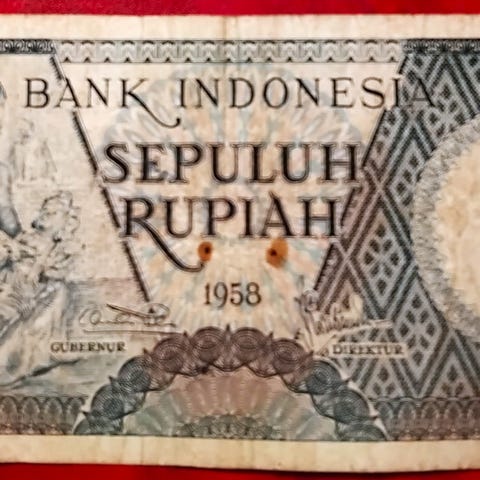 BANK INDONESIA
SEPULUH
RUPIAH
1958
GUBERNUR DIREKTUR